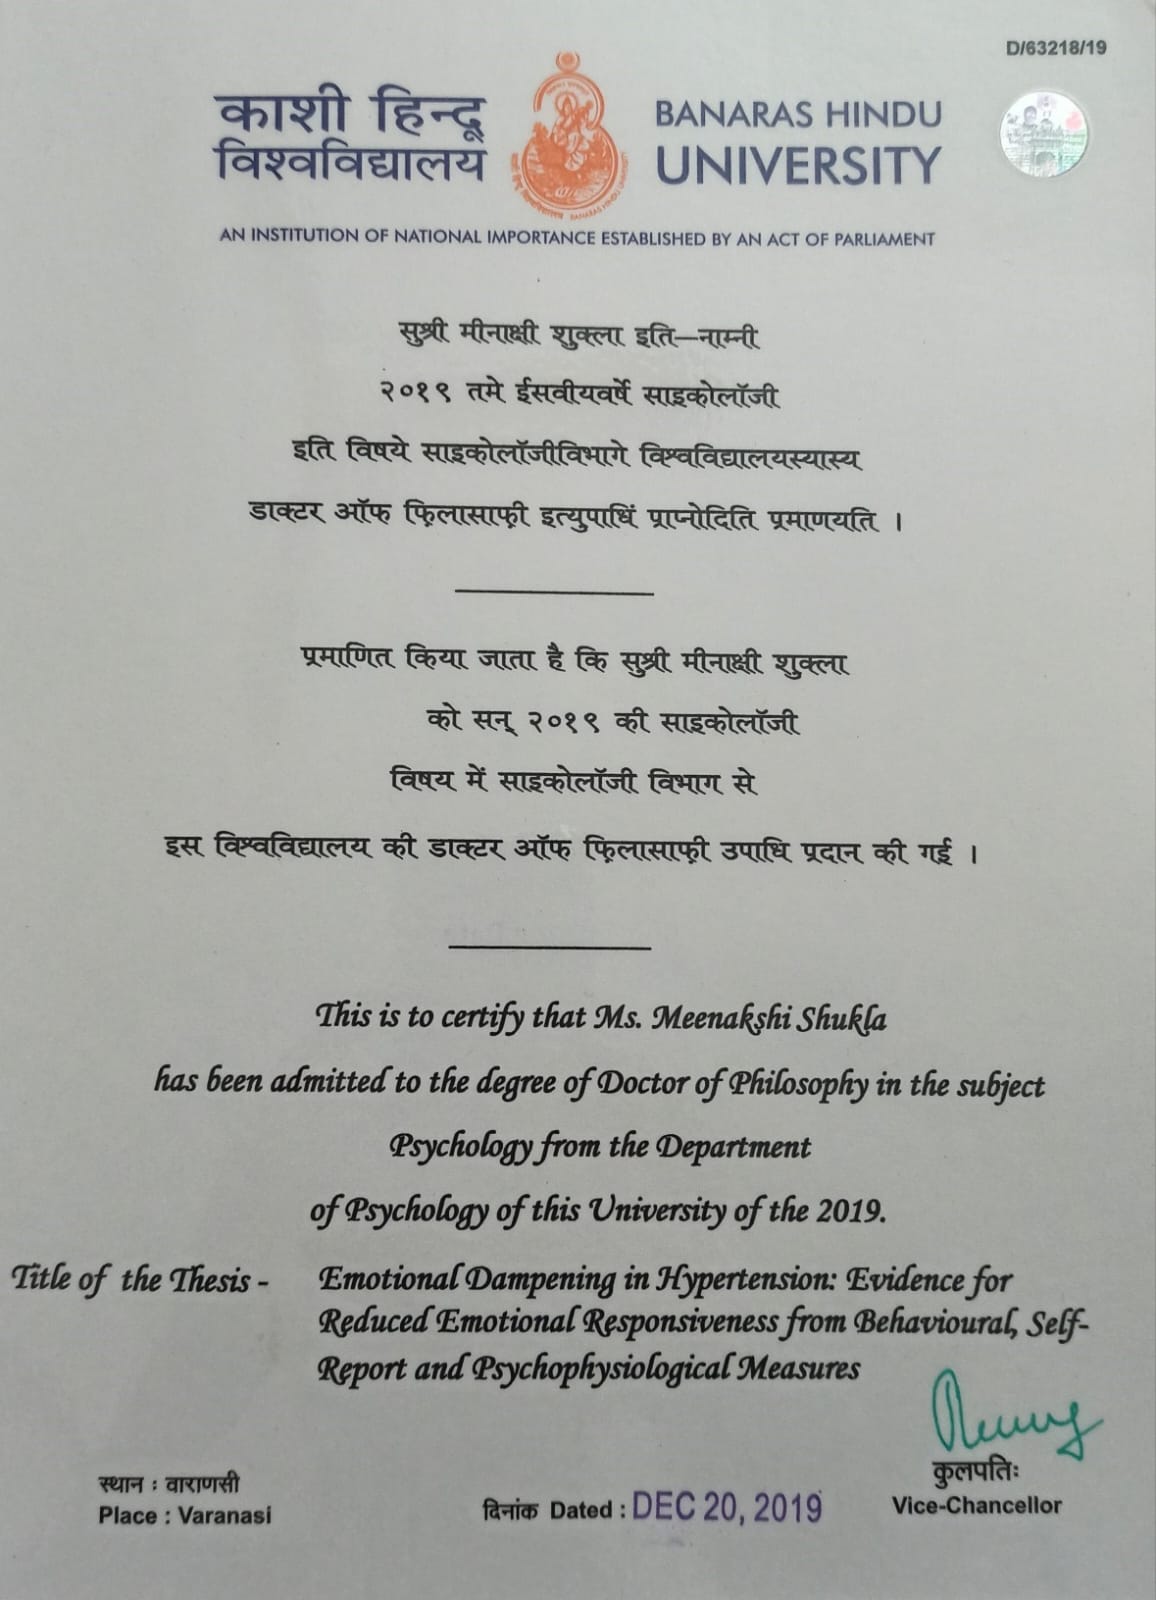 D/63218/19
काशी हिन्दू
विश्वविद्यालय
BANARAS HINDU
UNIVERSITY
BANARAS HINDU UNIVERSITY
AN INSTITUTION OF NATIONAL IMPORTANCE ESTABLISHED BY AN ACT OF PARLIAMENT
सुश्री मीनाक्षी शुक्ला इति—नाम्नी
२०१९ तमे ईसवीयवर्षे साइकोलॉजी
इति विषये साइकोलॉजीविभागे विश्वविद्यालयस्यास्य
डाक्टर ऑफ फ़िलासाफ़ी इत्युपाधिं प्राप्नोदिति प्रमाणयति ।
प्रमाणित किया जाता है कि सुश्री मीनाक्षी शुक्ला
को सन् २०१९ की साइकोलॉजी
विषय में साइकोलॉजी विभाग से
इस विश्वविद्यालय की डाक्टर ऑफ फ़िलासाफ़ी उपाधि प्रदान की गई ।
This is to certify that Ms. Meenakshi Shukla
has been admitted to the degree of Doctor of Philosophy in the subject
Psychology from the Department
of Psychology of this University of the 2019.
Title of the Thesis - Emotional Dampening in Hypertension: Evidence for
Reduced Emotional Responsiveness from Behavioural, Self-
Report and Psychophysiological Measures
कुलपतिः
Vice-Chancellor
स्थान : वाराणसी
Place : Varanasi
दिनांक Dated : DEC 20, 2019